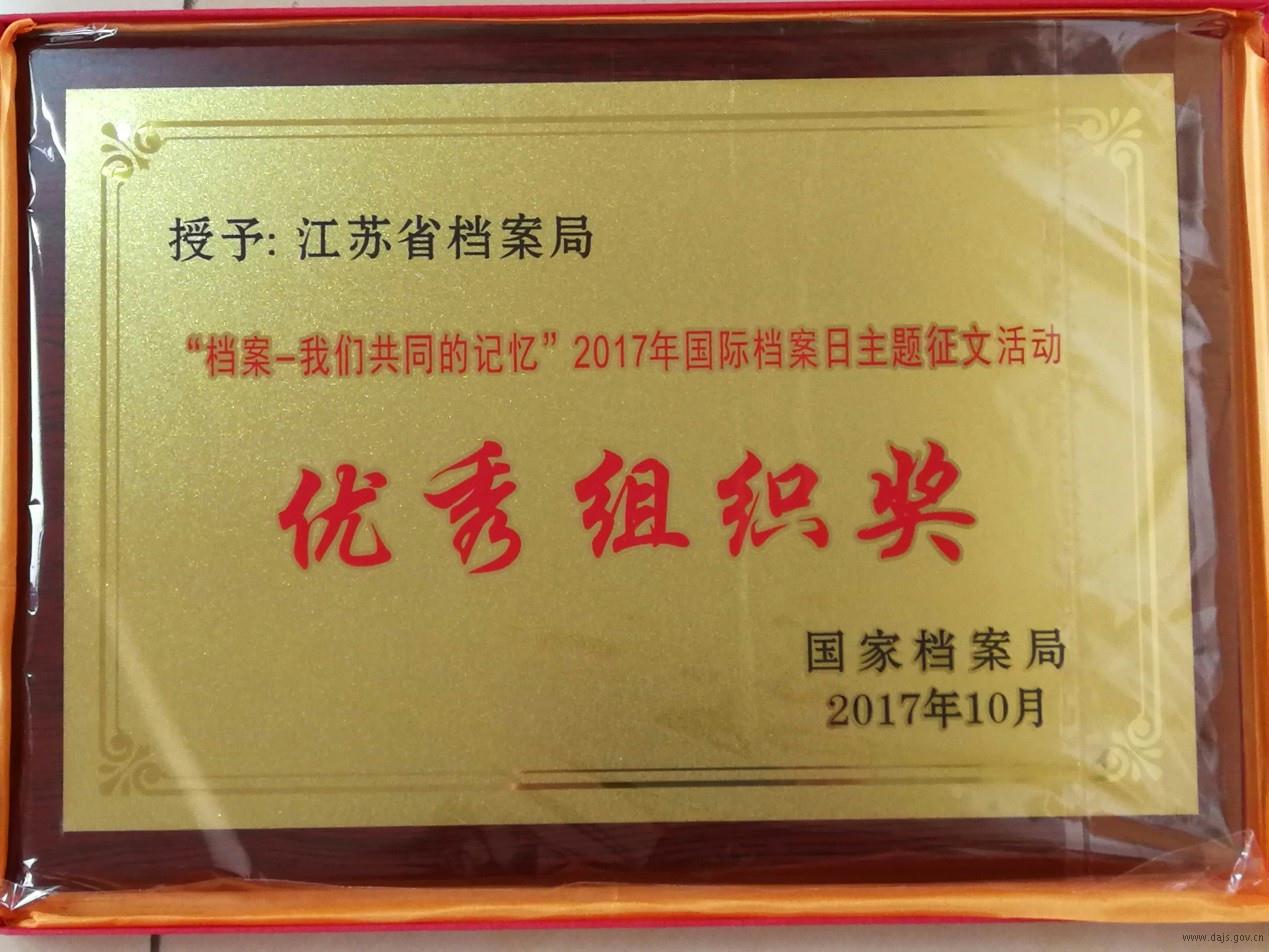 授予: 江苏省档案局
“档案-我们共同的记忆”2017年国际档案日主题征文活动
优秀组织奖
国家档案局
2017年10月
www.dajs.gov.cn